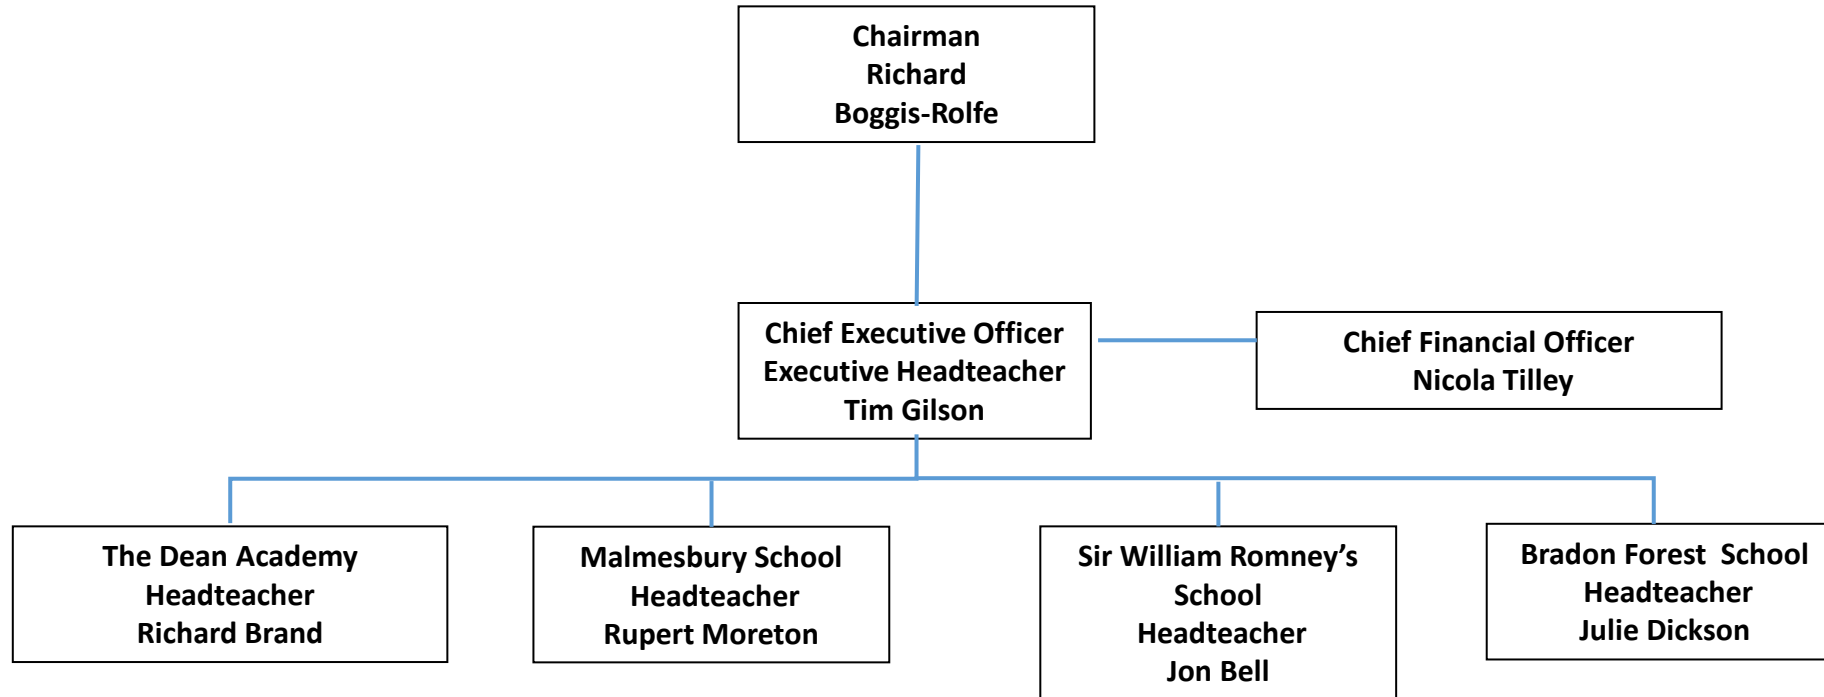 Chairman
Richard
Boggis-Rolfe
Chief Executive Officer
Executive Headteacher
Tim Gilson
Chief Financial Officer
Nicola Tilley
The Dean Academy
Headteacher
Richard Brand
Malmesbury School
Headteacher
Rupert Moreton
Sir William Romney’s
School
Headteacher
Jon Bell
Bradon Forest  School
Headteacher
Julie Dickson